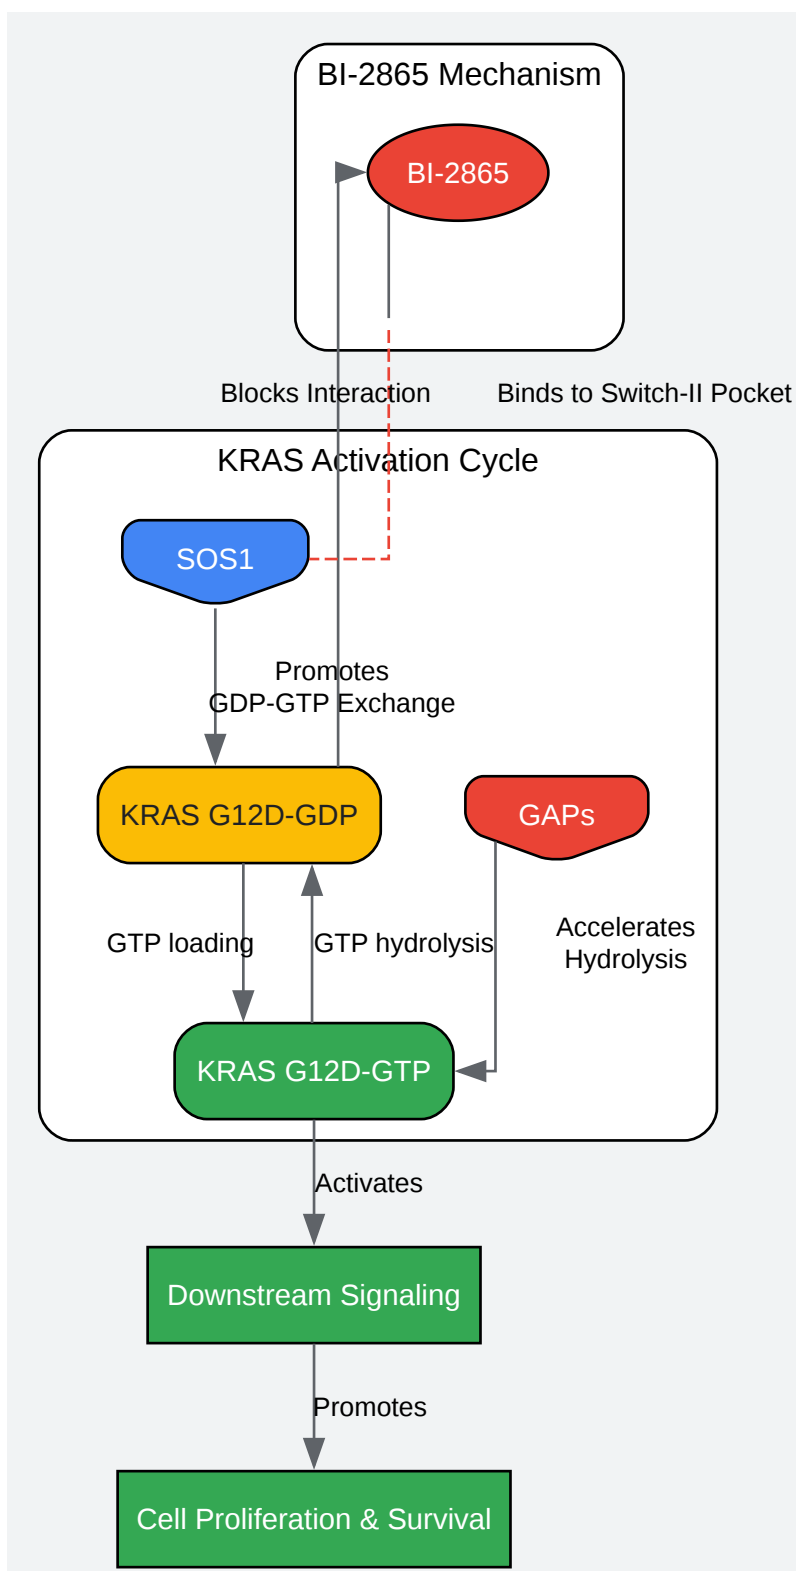 BI-2865 Mechanism
BI-2865
Blocks Interaction
Binds to Switch-II Pocket
KRAS Activation Cycle
SOS1
Promotes
GDP-GTP Exchange
KRAS G12D-GDP
GAPs
GTP loading
GTP hydrolysis
Accelerates
Hydrolysis
KRAS G12D-GTP
Activates
Downstream Signaling
Promotes
Cell Proliferation & Survival